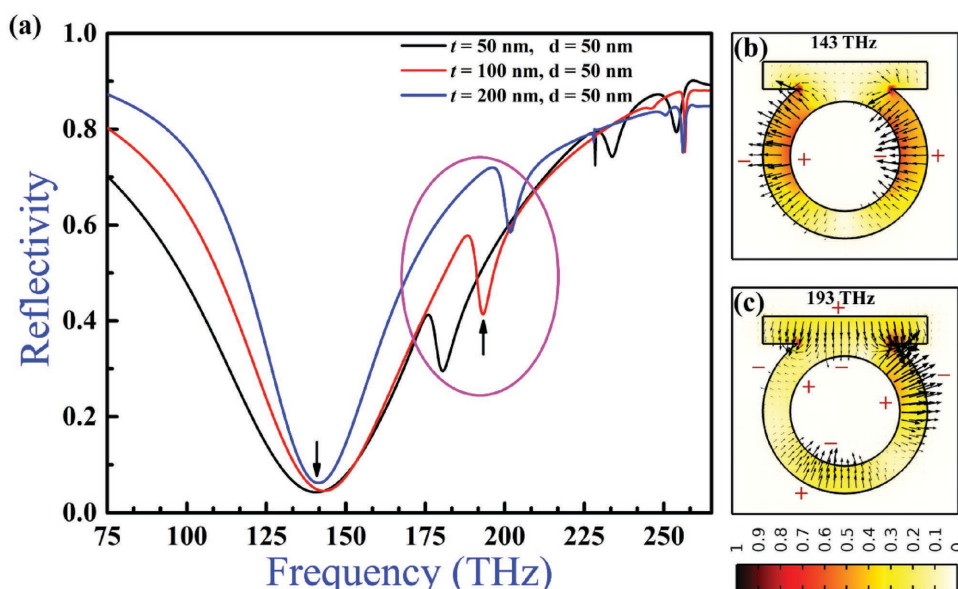 (a)
t = 50 nm, d = 50 nm
t = 100 nm, d = 50 nm
t = 200 nm, d = 50 nm
Reflectivity
1.0
0.8
0.6
0.4
0.2
0.0
75 100 125 150 175 200 225 250
Frequency (THz)
(b) 143 THz
− + − +
(c) 193 THz
+
− − −
+ +
−
+
1 0.9 0.8 0.7 0.6 0.5 0.4 0.3 0.2 0.1 0